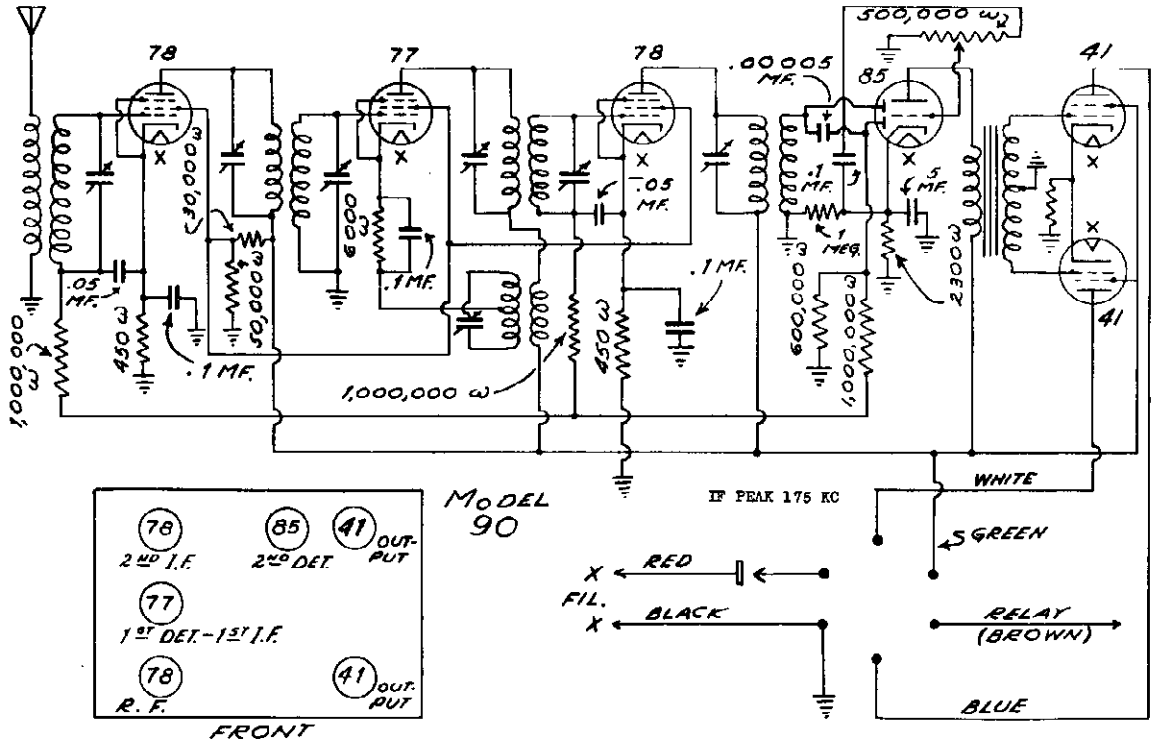 500,000 ω
78
77
78
85
41
.00005
MF.
X
X
X
X
X
X
30,000 ω
6000
ω
.05
MF.
.1
MF.
.5
MF.
1
MEG.
.05
MF.
450 ω
.1 MF.
50,000 ω
.1 MF.
1,000,000 ω
1,000,000 ω
450 ω
.1 MF.
600,000 ω
1,000,000 ω
2300 ω
41
MODEL
90
IF PEAK 175 KC
WHITE
GREEN
78
2ND I.F.
85
2ND DET.
41
OUT-
PUT
77
1ST DET.-1ST I.F.
78
R.F.
41
OUT-
PUT
FRONT
X
RED
FIL.
X
BLACK
RELAY
(BROWN)
BLUE